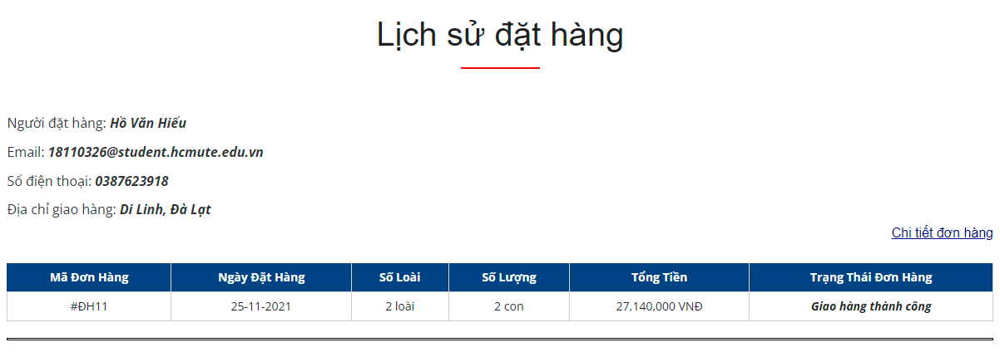 Lịch sử đặt hàng
Người đặt hàng: Hồ Văn Hiếu
Email: 18110326@student.hcmute.edu.vn
Số điện thoại: 0387623918
Địa chỉ giao hàng: Di Linh, Đà Lạt
Chi tiết đơn hàng
Mã Đơn Hàng Ngày Đặt Hàng Số Loài Số Lượng Tổng Tiền Trạng Thái Đơn Hàng
#ĐH11 25-11-2021 2 loài 2 con 27,140,000 VNĐ Giao hàng thành công